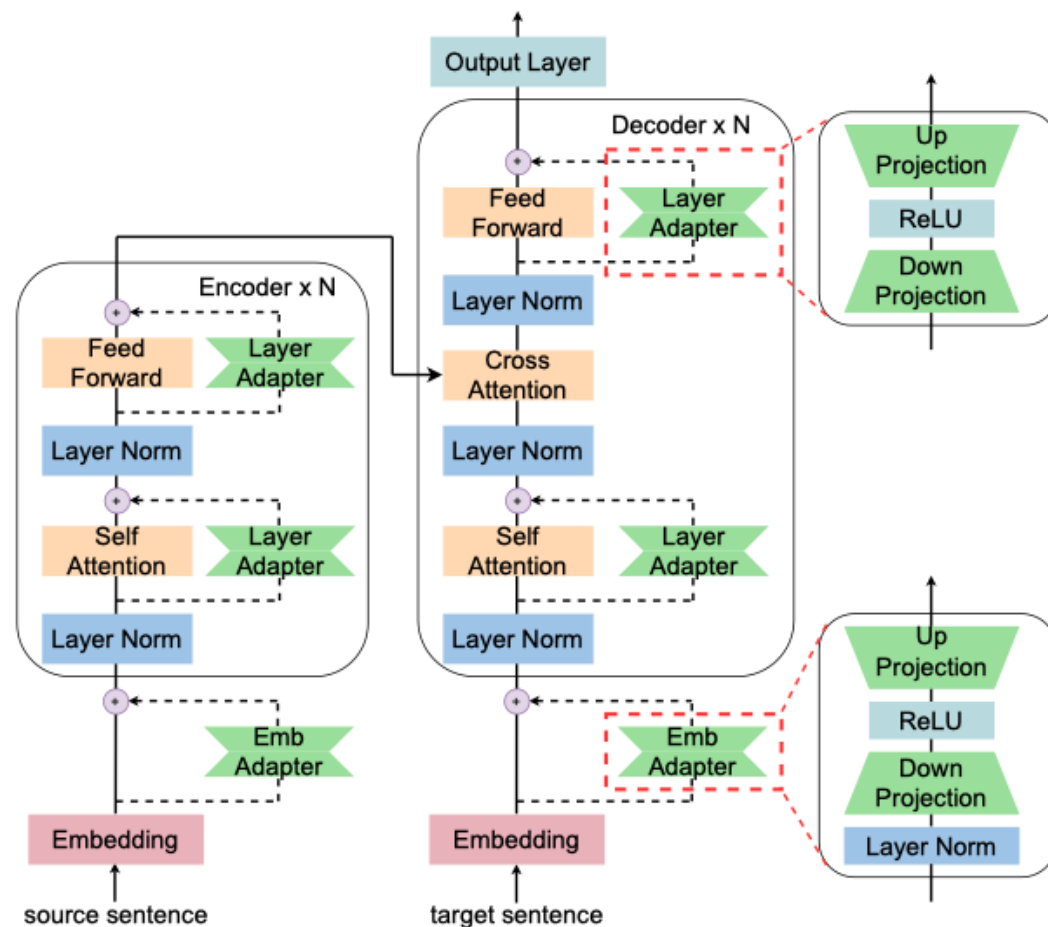 Output Layer
Decoder x N
Feed
Forward
Layer
Adapter
Layer Norm
Cross
Attention
Layer Norm
Self
Attention
Layer
Adapter
Layer Norm
Emb
Adapter
Embedding
target sentence
Encoder x N
Feed
Forward
Layer
Adapter
Layer Norm
Self
Attention
Layer
Adapter
Layer Norm
Emb
Adapter
Embedding
source sentence
Up
Projection
ReLU
Down
Projection
Up
Projection
ReLU
Down
Projection
Layer Norm